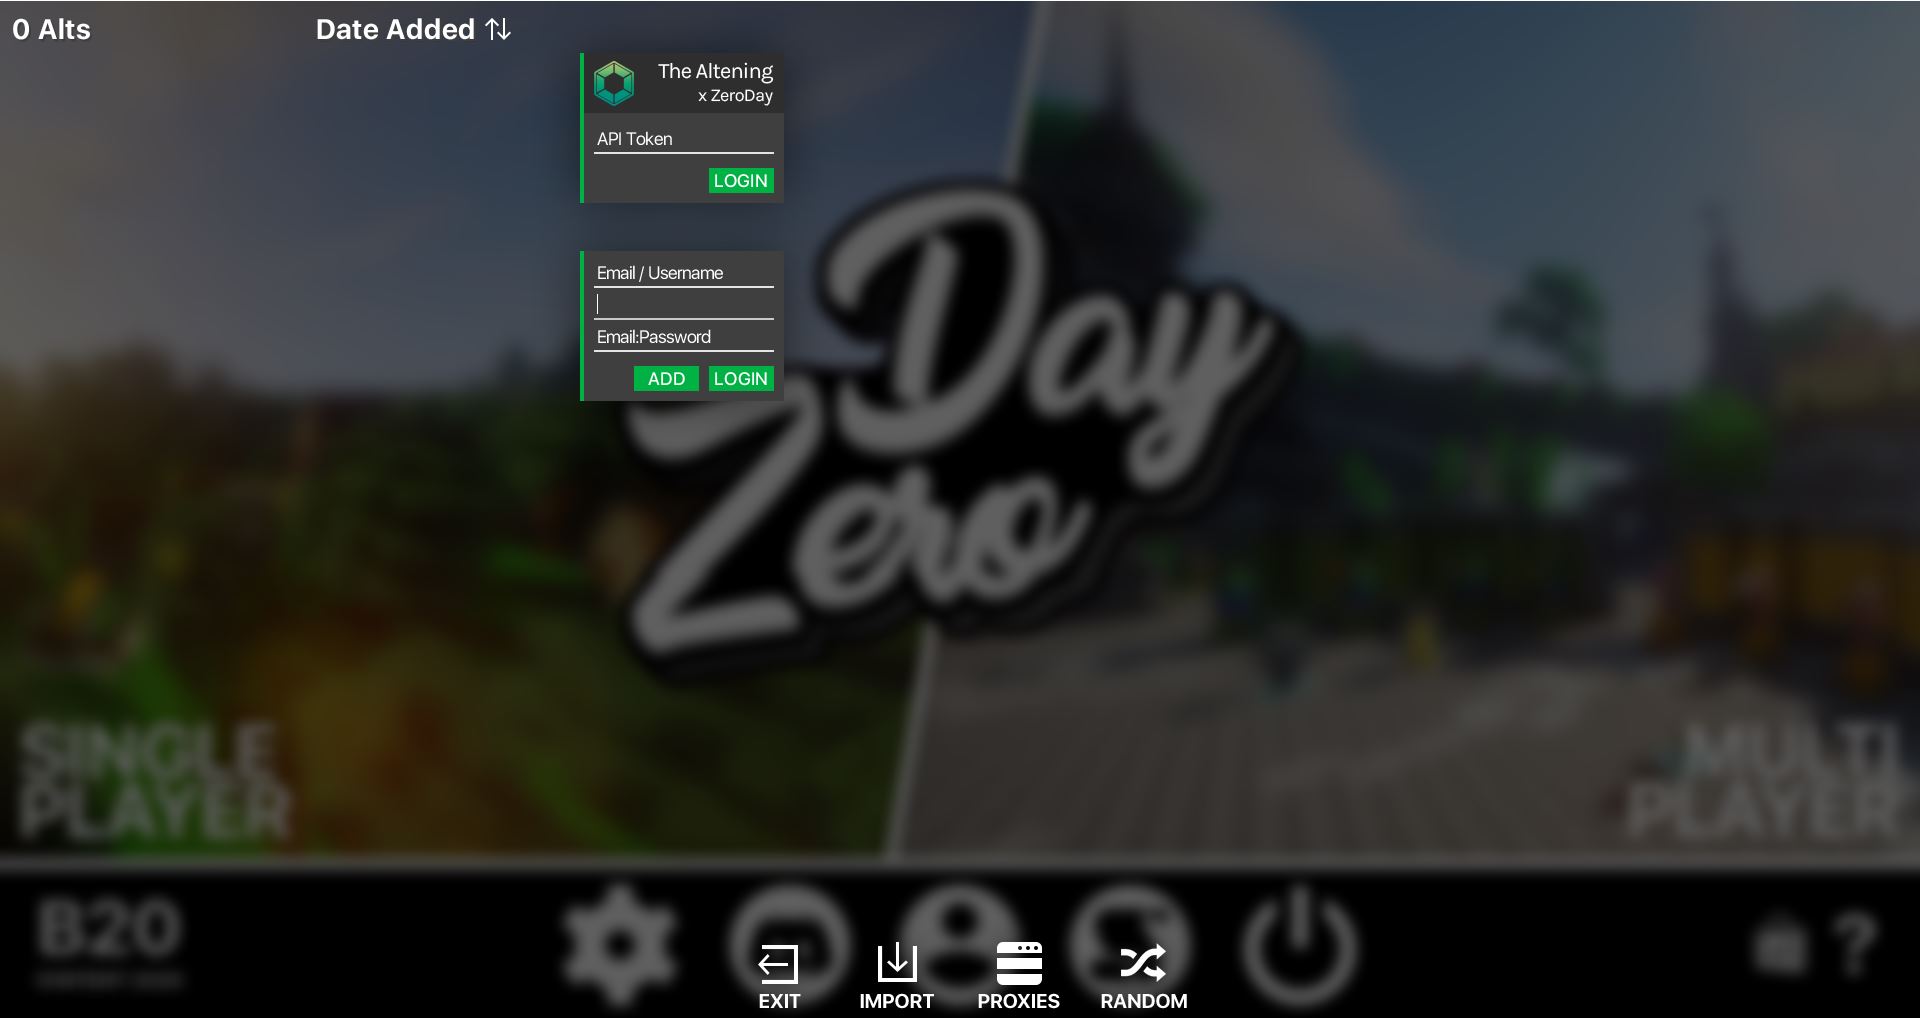 0 Alts
Date Added
The Altening
x ZeroDay
API Token
LOGIN
Email / Username
Email:Password
ADD LOGIN
Day
Zero
SINGLE
PLAYER
MULTI
PLAYER
B20
?
EXIT IMPORT PROXIES RANDOM